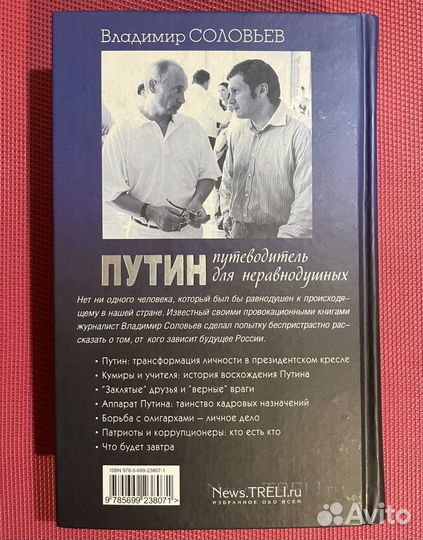 Владимир СОЛОВЬЕВ
ПУТИН
путеводитель
для неравнодушных
Нет ни одного человека, который был бы равнодушен к происходя-
щему в нашей стране. Известный своими провокационными книгами
журналист Владимир Соловьев сделал попытку беспристрастно рас-
сказать о том, от кого зависит будущее России.
• Путин: трансформация личности в президентском кресле
• Кумиры и учителя: история восхождения Путина
• "Заклятые" друзья и "верные" враги
• Аппарат Путина: таинство кадровых назначений
• Борьба с олигархами — личное дело
• Патриоты и коррупционеры: кто есть кто
• Что будет завтра
ISBN 978-5-699-23807-1
9 785699 238071 >
News.TRELI.ru
News.TRELI.ru
ИЗБРАННОЕ ОБО ВСЕМ
Avito